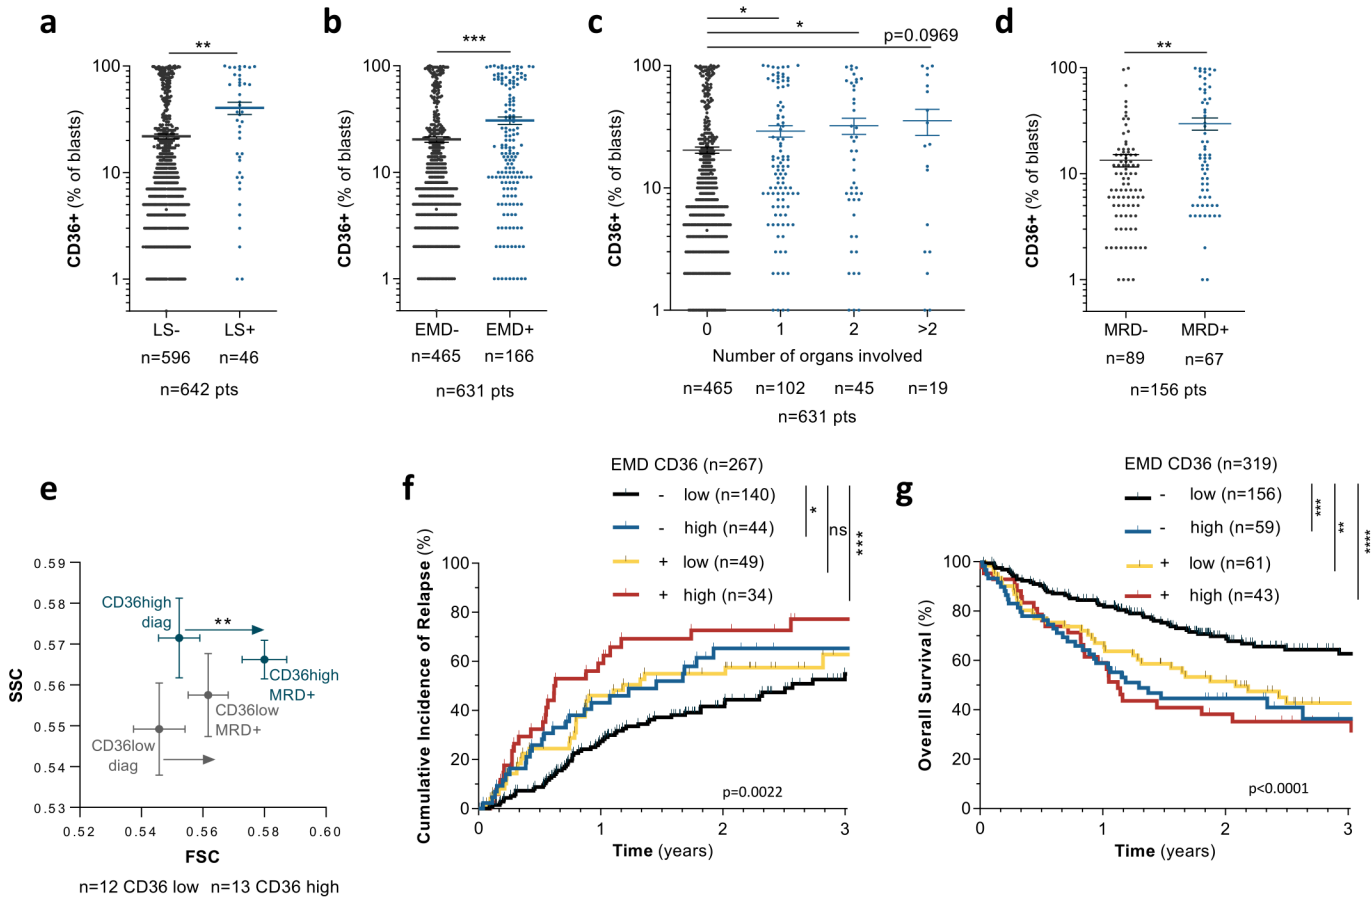 a
**
CD36+ (% of blasts)
100
10
1
LS-
LS+
n=596
n=46
n=642 pts
b
***
CD36+ (% of blasts)
100
10
1
EMD-
EMD+
n=465
n=166
n=631 pts
c
*
*
p=0.0969
CD36+ (% of blasts)
100
10
1
0
1
2
>2
Number of organs involved
n=465
n=102
n=45
n=19
n=631 pts
d
**
CD36+ (% of blasts)
100
10
1
MRD-
MRD+
n=89
n=67
n=156 pts
e
SSC
0.59
0.58
0.57
0.56
0.55
0.54
0.53
CD36high
diag
**
CD36high
MRD+
CD36low
MRD+
CD36low
diag
0.52
0.54
0.56
0.58
0.60
FSC
n=12 CD36 low
n=13 CD36 high
f
EMD CD36 (n=267)
- low (n=140)
- high (n=44)
+ low (n=49)
+ high (n=34)
*
ns
***
Cumulative Incidence of Relapse (%)
100
80
60
40
20
0
p=0.0022
0
1
2
3
Time (years)
g
EMD CD36 (n=319)
- low (n=156)
- high (n=59)
+ low (n=61)
+ high (n=43)
***
**
****
Overall Survival (%)
100
80
60
40
20
0
p<0.0001
0
1
2
3
Time (years)